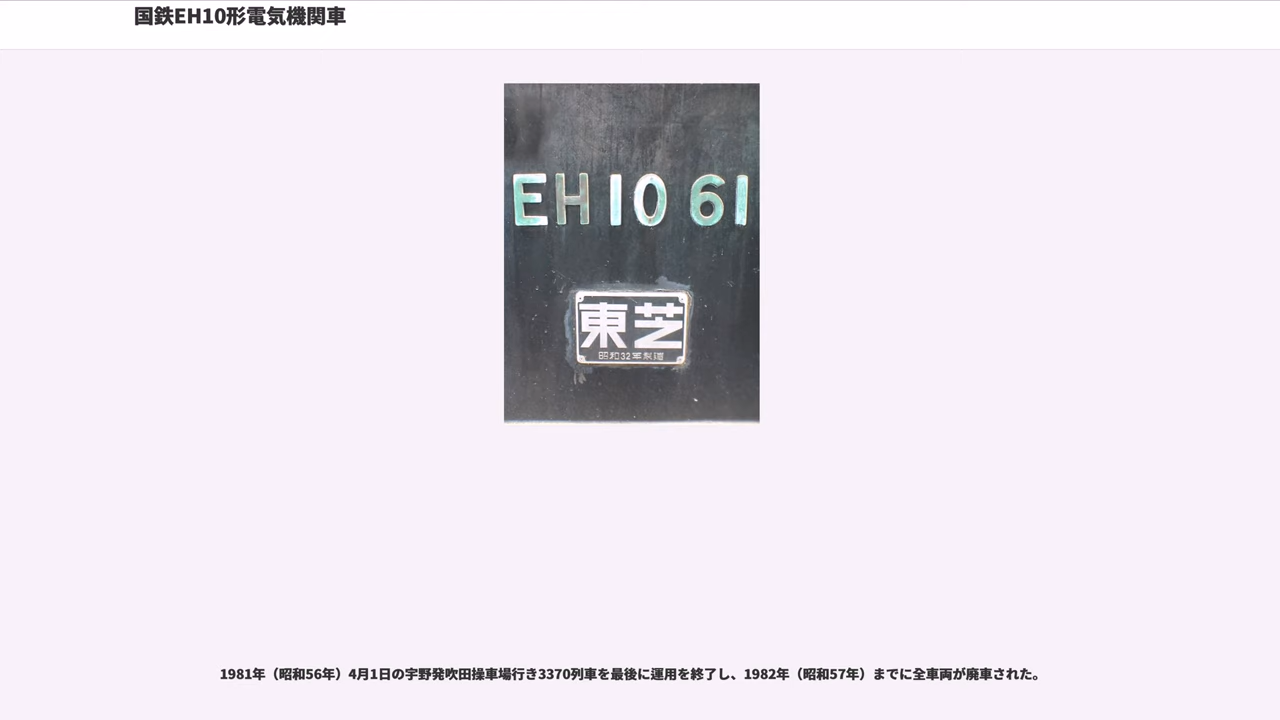 国鉄EH10形電気機関車
EH10 61
東芝
昭和32年製造
1981年（昭和56年）4月1日の宇野発吹田操車場行き3370列車を最後に運用を終了し、1982年（昭和57年）までに全車両が廃車された。